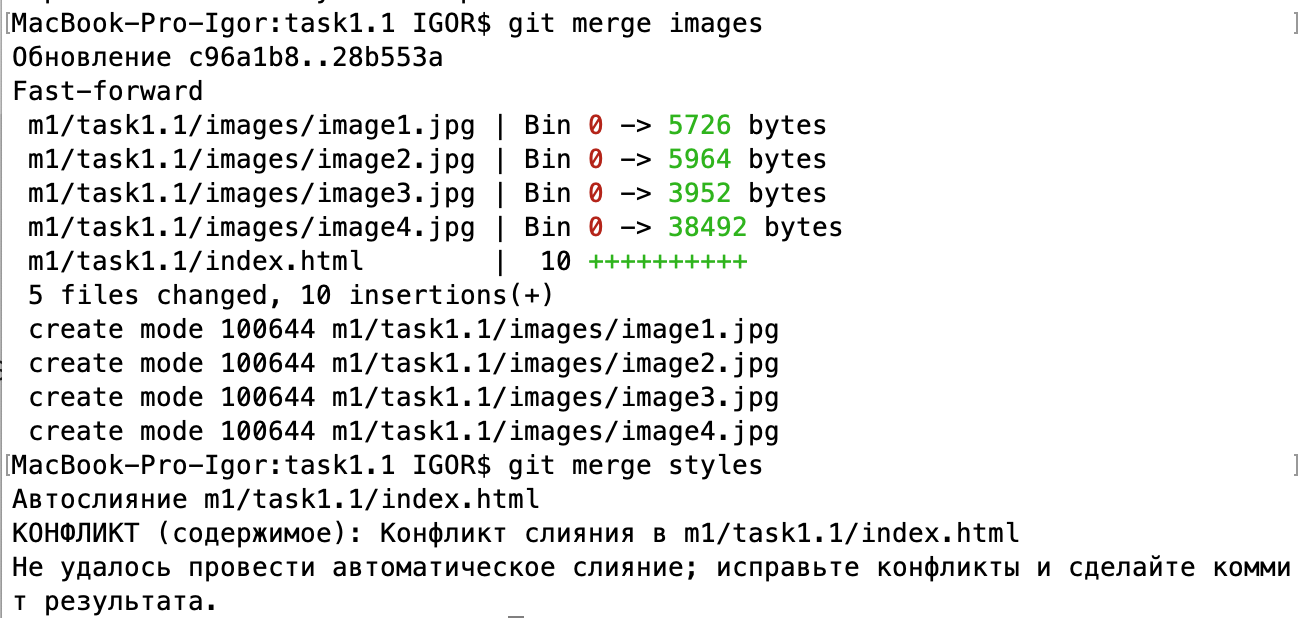 [MacBook-Pro-Igor:task1.1 IGOR$ git merge images ]
Обновление c96a1b8..28b553a
Fast-forward
 m1/task1.1/images/image1.jpg | Bin 0 -> 5726 bytes
 m1/task1.1/images/image2.jpg | Bin 0 -> 5964 bytes
 m1/task1.1/images/image3.jpg | Bin 0 -> 3952 bytes
 m1/task1.1/images/image4.jpg | Bin 0 -> 38492 bytes
 m1/task1.1/index.html        |  10 ++++++++++
 5 files changed, 10 insertions(+)
 create mode 100644 m1/task1.1/images/image1.jpg
 create mode 100644 m1/task1.1/images/image2.jpg
 create mode 100644 m1/task1.1/images/image3.jpg
 create mode 100644 m1/task1.1/images/image4.jpg
[MacBook-Pro-Igor:task1.1 IGOR$ git merge styles ]
Автослияние m1/task1.1/index.html
КОНФЛИКТ (содержимое): Конфликт слияния в m1/task1.1/index.html
Не удалось провести автоматическое слияние; исправьте конфликты и сделайте комми
т результата.